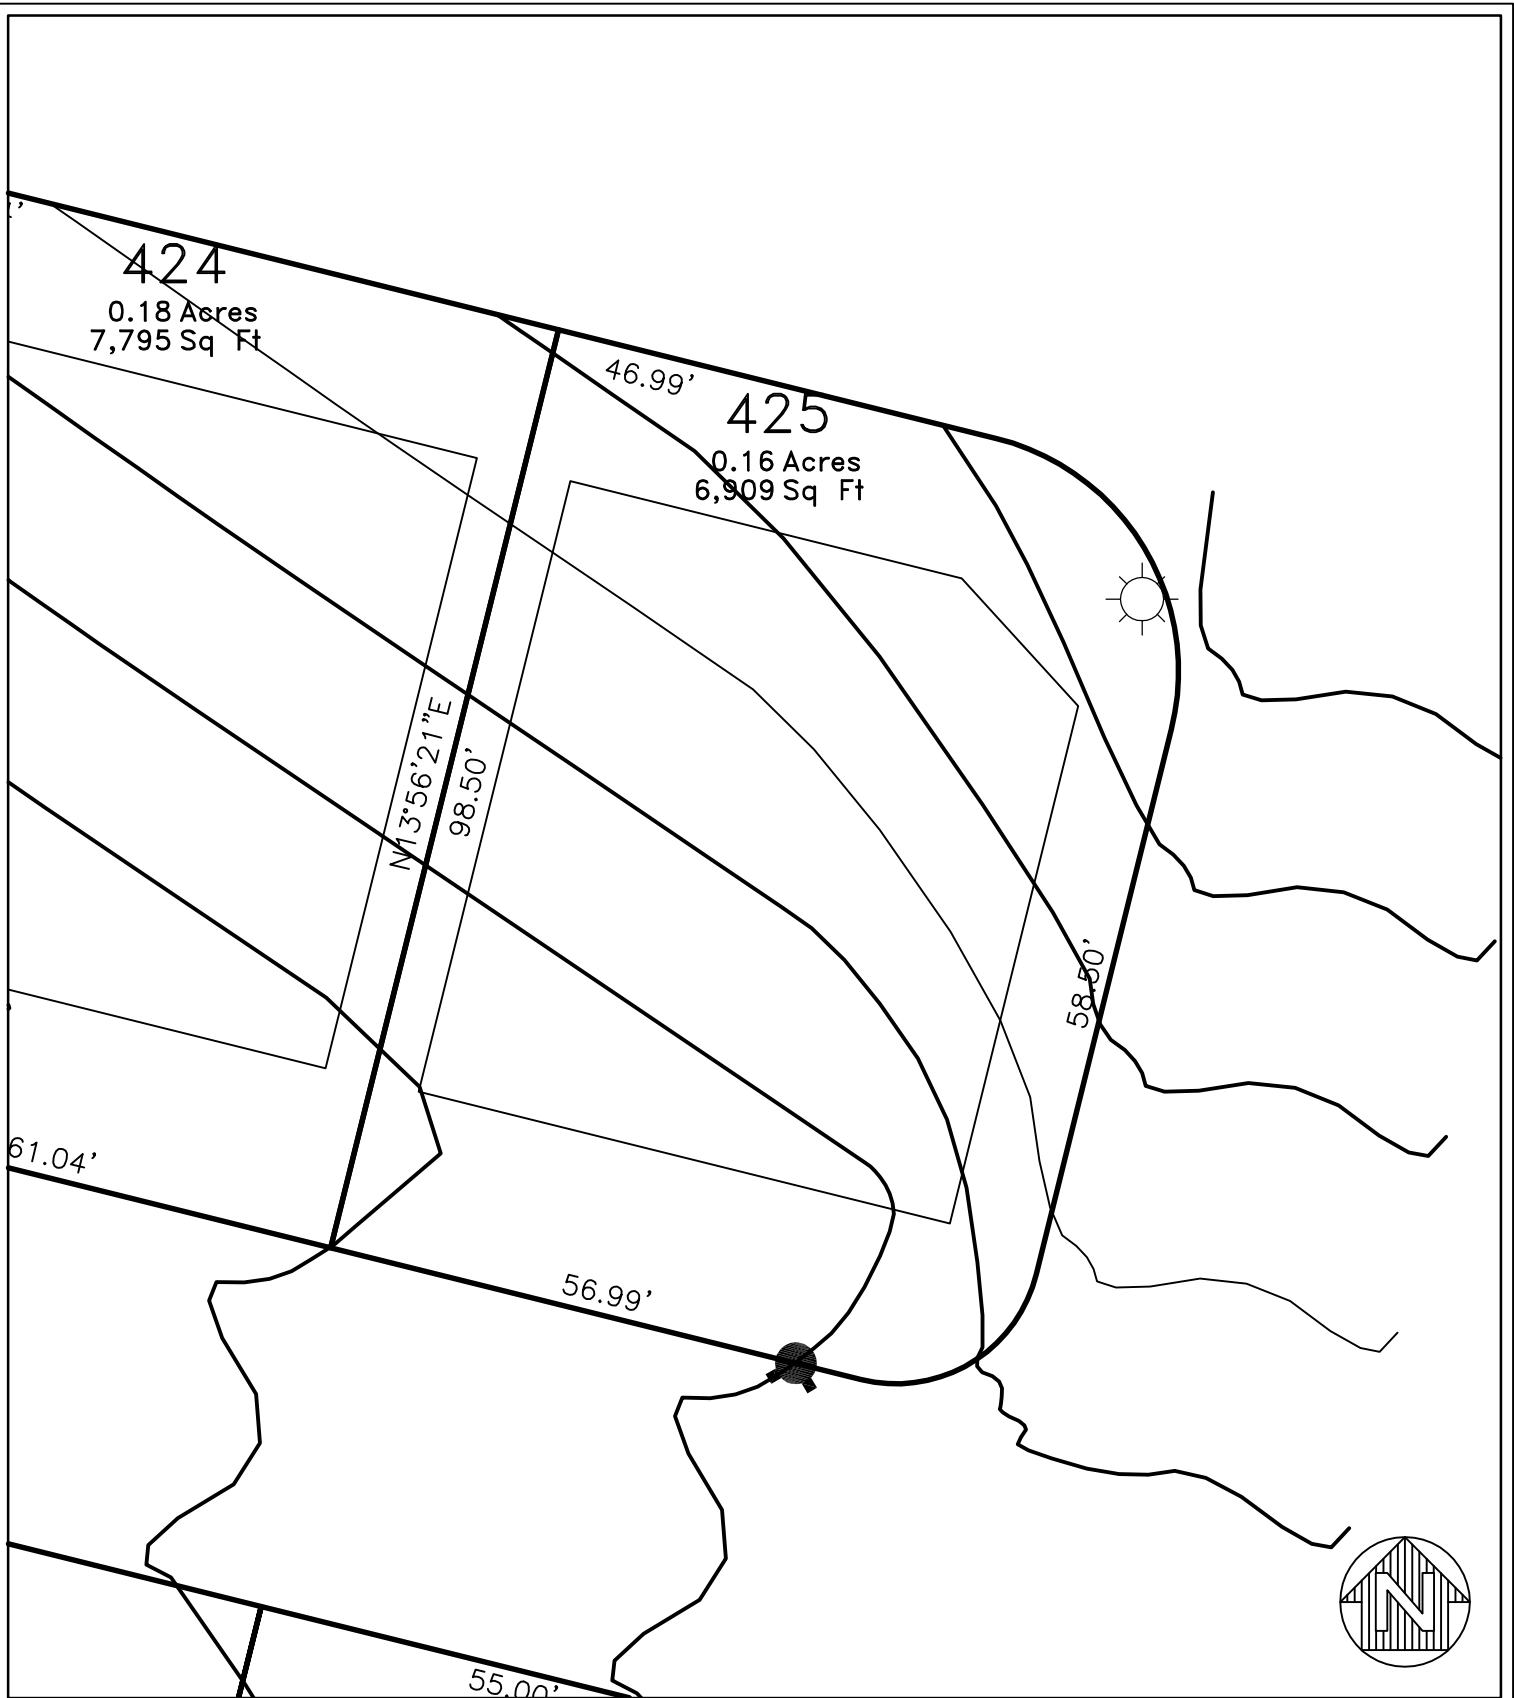 424
0.18 Acres
7,795 Sq Ft
46.99'
425
0.16 Acres
6,909 Sq Ft
N13°56'21"E
98.50'
58.50'
61.04'
56.99'
55.00'
N